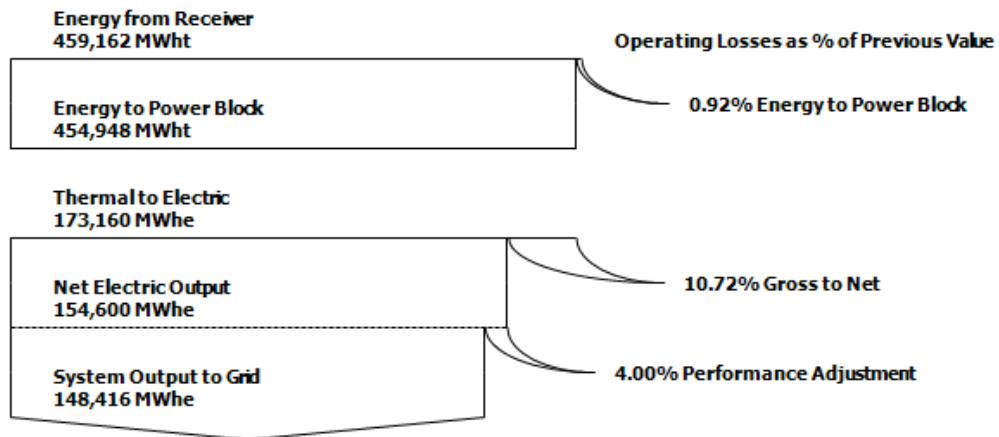 Energy from Receiver
459,162 MWht
Operating Losses as % of Previous Value
Energy to Power Block
454,948 MWht
0.92% Energy to Power Block
Thermal to Electric
173,160 MWhe
Net Electric Output
154,600 MWhe
10.72% Gross to Net
System Output to Grid
148,416 MWhe
4.00% Performance Adjustment